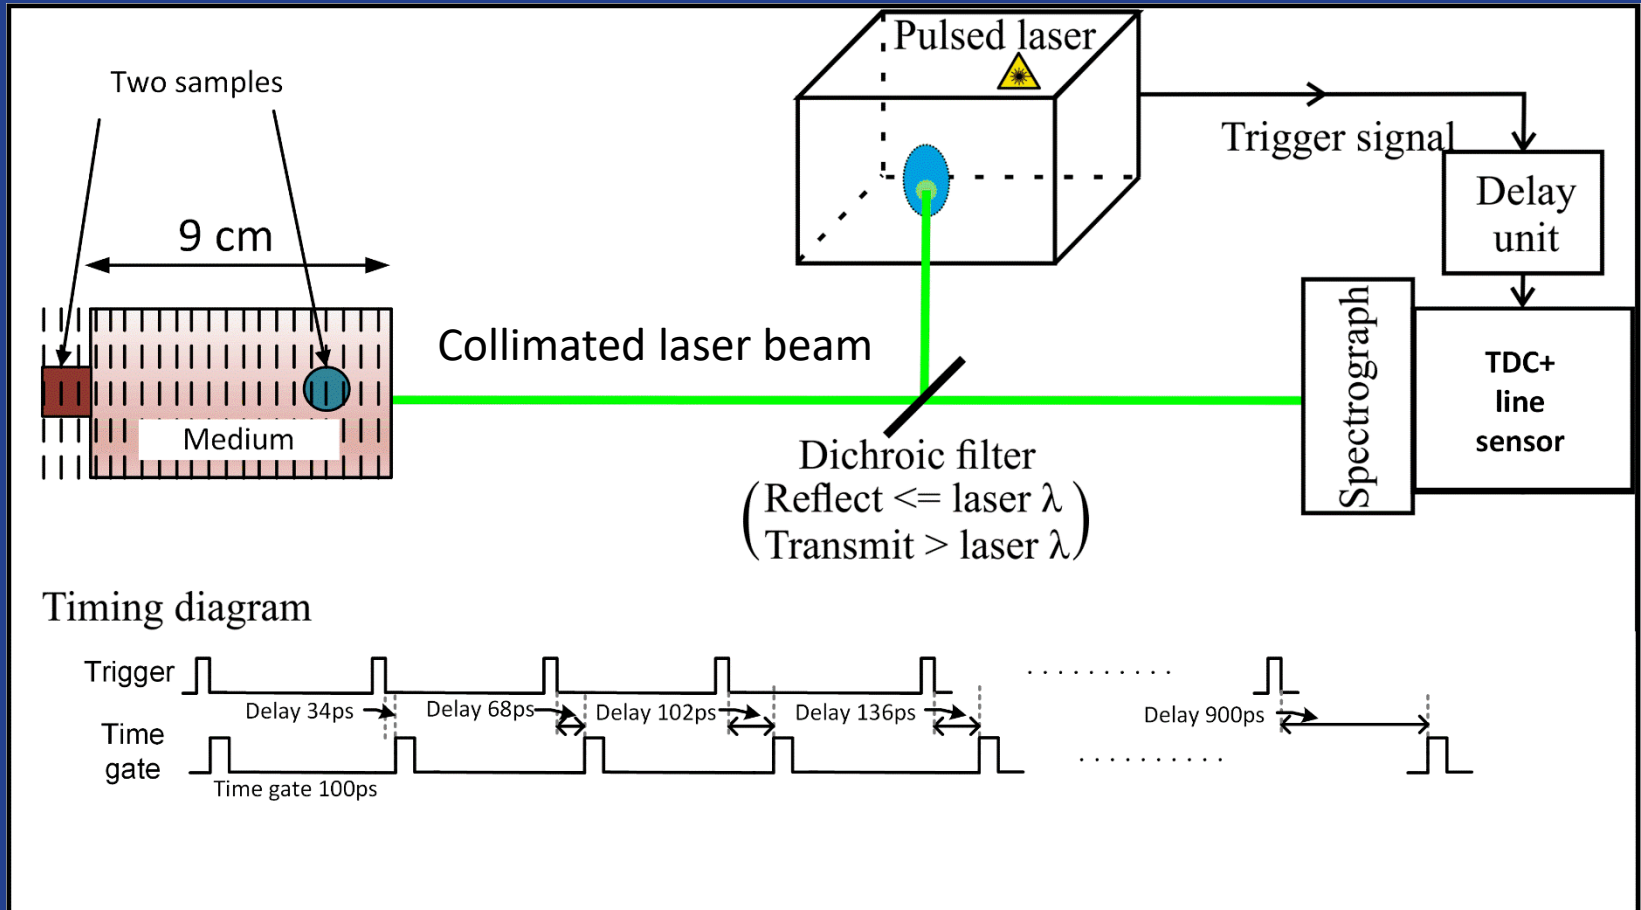 Pulsed laser
Two samples
Trigger signal
Delay
unit
9 cm
Collimated laser beam
Spectrograph
TDC+
line
sensor
Medium
Dichroic filter
(Reflect <= laser λ
Transmit > laser λ)
Timing diagram
Trigger
Delay 34ps
Delay 68ps
Delay 102ps
Delay 136ps
. . . . . . . . . .
Delay 900ps
Time
gate
. . . . . . . . . .
Time gate 100ps